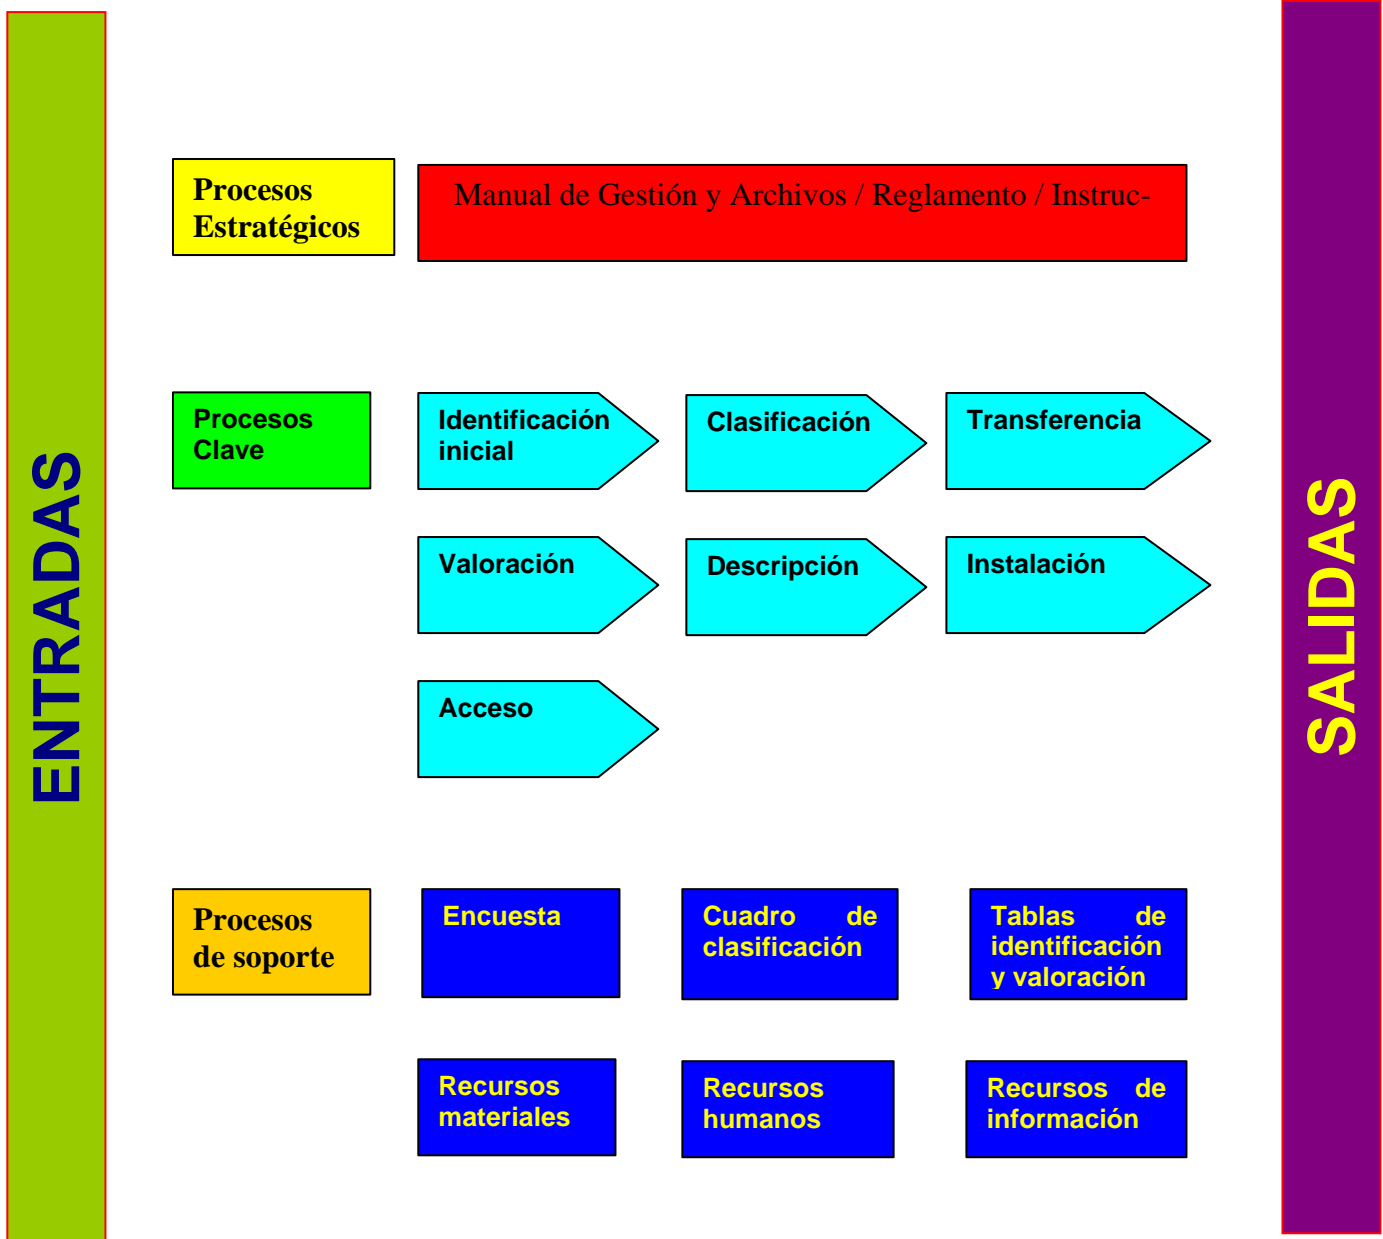 ENTRADAS
Procesos
Estratégicos
Manual de Gestión y Archivos / Reglamento / Instruc-
Procesos
Clave
Identificación
inicial
Clasificación
Transferencia
Valoración
Descripción
Instalación
Acceso
Procesos
de soporte
Encuesta
Cuadro de
clasificación
Tablas de
identificación
y valoración
Recursos
materiales
Recursos
humanos
Recursos de
información
SALIDAS